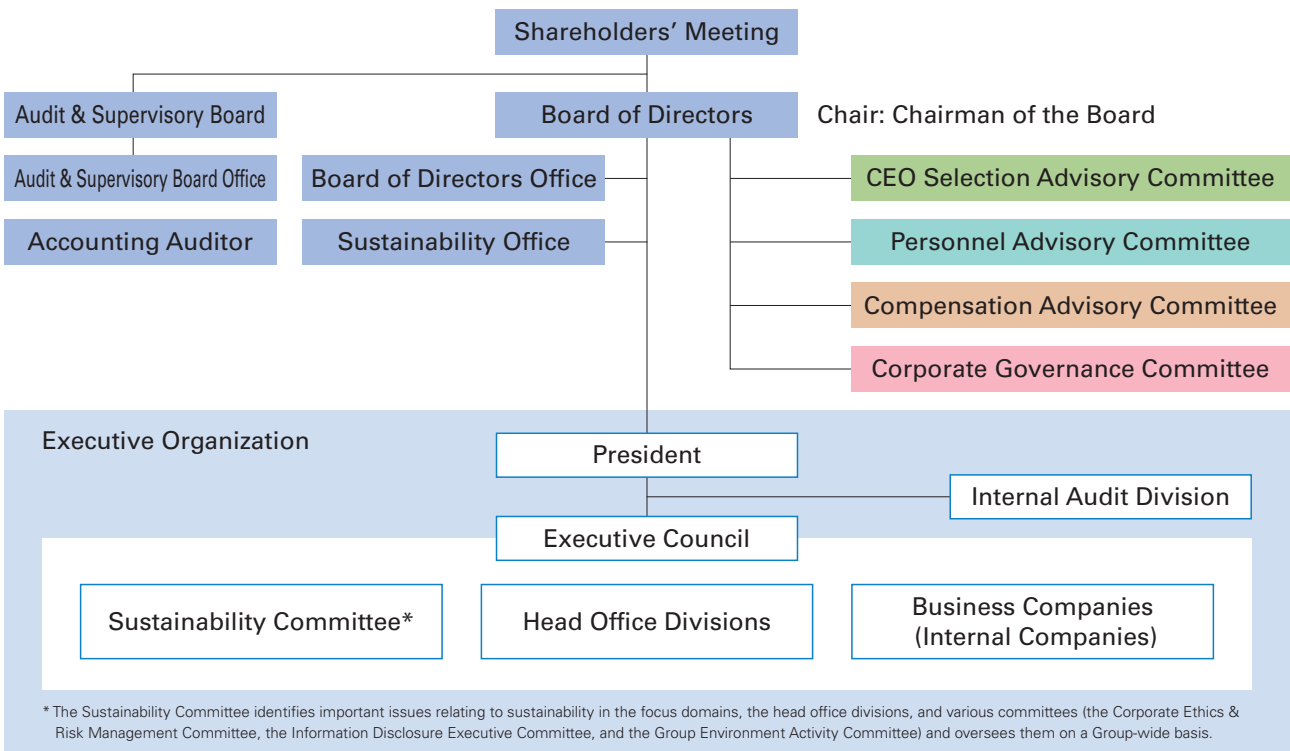 Shareholders' Meeting
Audit & Supervisory Board
Board of Directors
Chair: Chairman of the Board
Audit & Supervisory Board Office
Board of Directors Office
CEO Selection Advisory Committee
Accounting Auditor
Sustainability Office
Personnel Advisory Committee
Compensation Advisory Committee
Corporate Governance Committee
Executive Organization
President
Internal Audit Division
Executive Council
Sustainability Committee*
Head Office Divisions
Business Companies
(Internal Companies)
* The Sustainability Committee identifies important issues relating to sustainability in the focus domains, the head office divisions, and various committees (the Corporate Ethics &
Risk Management Committee, the Information Disclosure Executive Committee, and the Group Environment Activity Committee) and oversees them on a Group-wide basis.